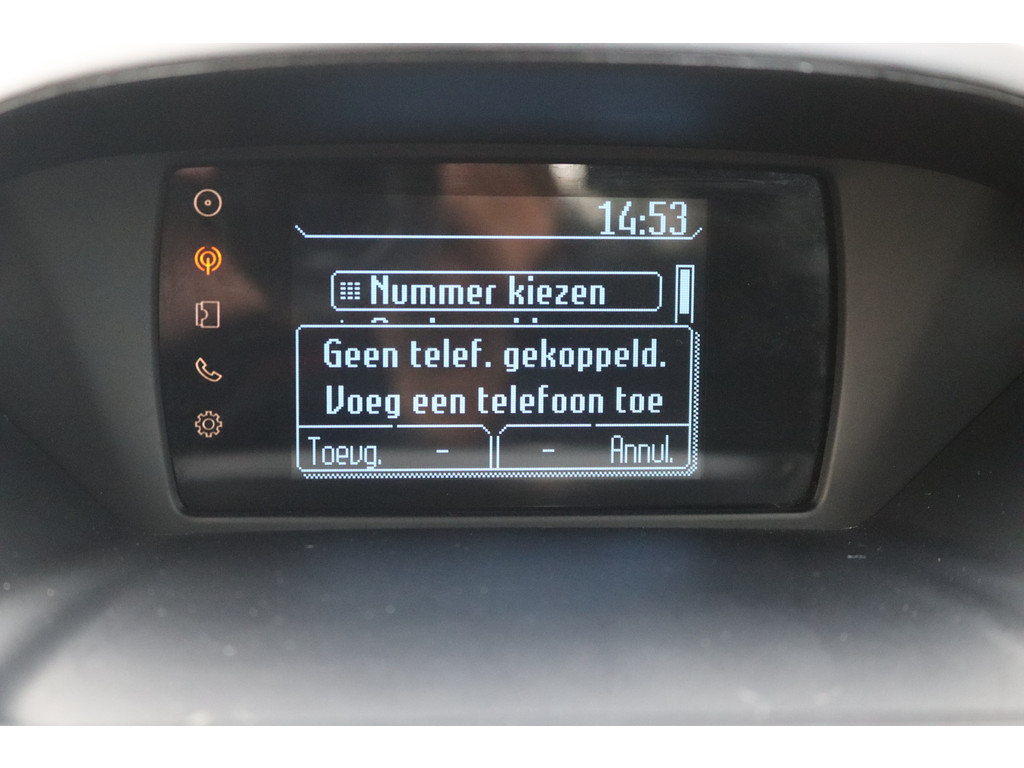 14:53
Nummer kiezen
Geen telef. gekoppeld.
Voeg een telefoon toe
Toevg. - - Annul.